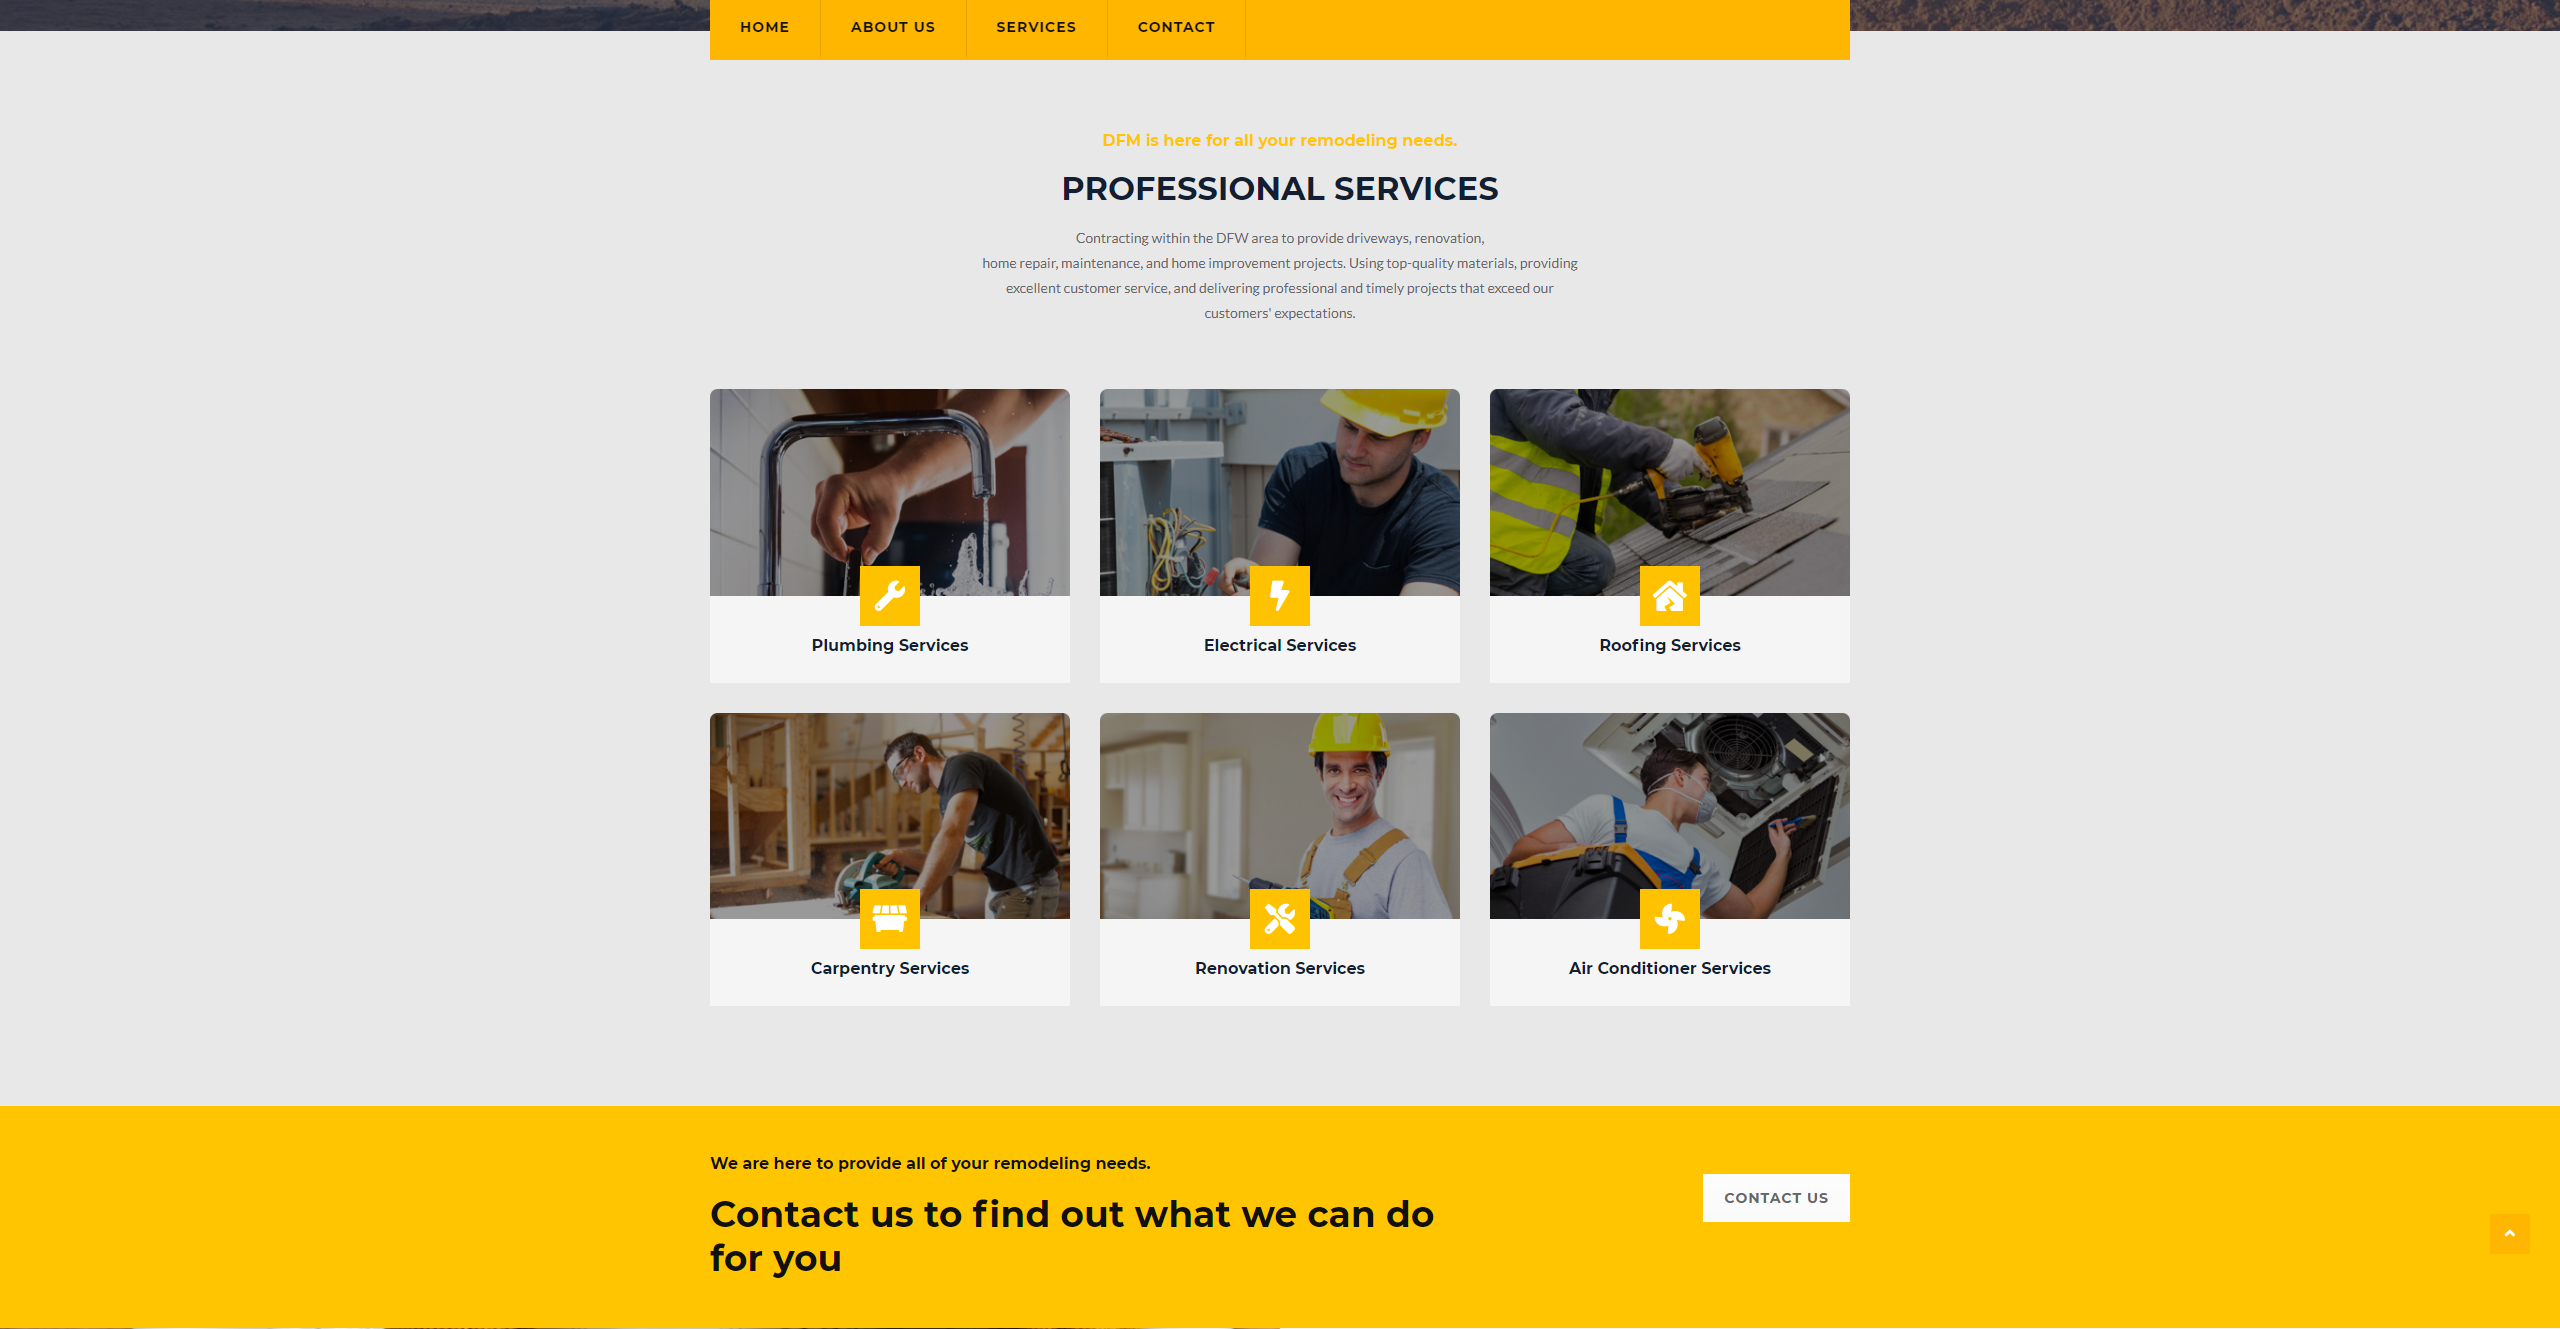 HOME ABOUT US SERVICES CONTACT
DFM is here for all your remodeling needs.
PROFESSIONAL SERVICES
Contracting within the DFW area to provide driveways, renovation,
home repair, maintenance, and home improvement projects. Using top-quality materials, providing
excellent customer service, and delivering professional and timely projects that exceed our
customers' expectations.
Plumbing Services
Electrical Services
Roofing Services
Carpentry Services
Renovation Services
Air Conditioner Services
We are here to provide all of your remodeling needs.
Contact us to find out what we can do
for you
CONTACT US